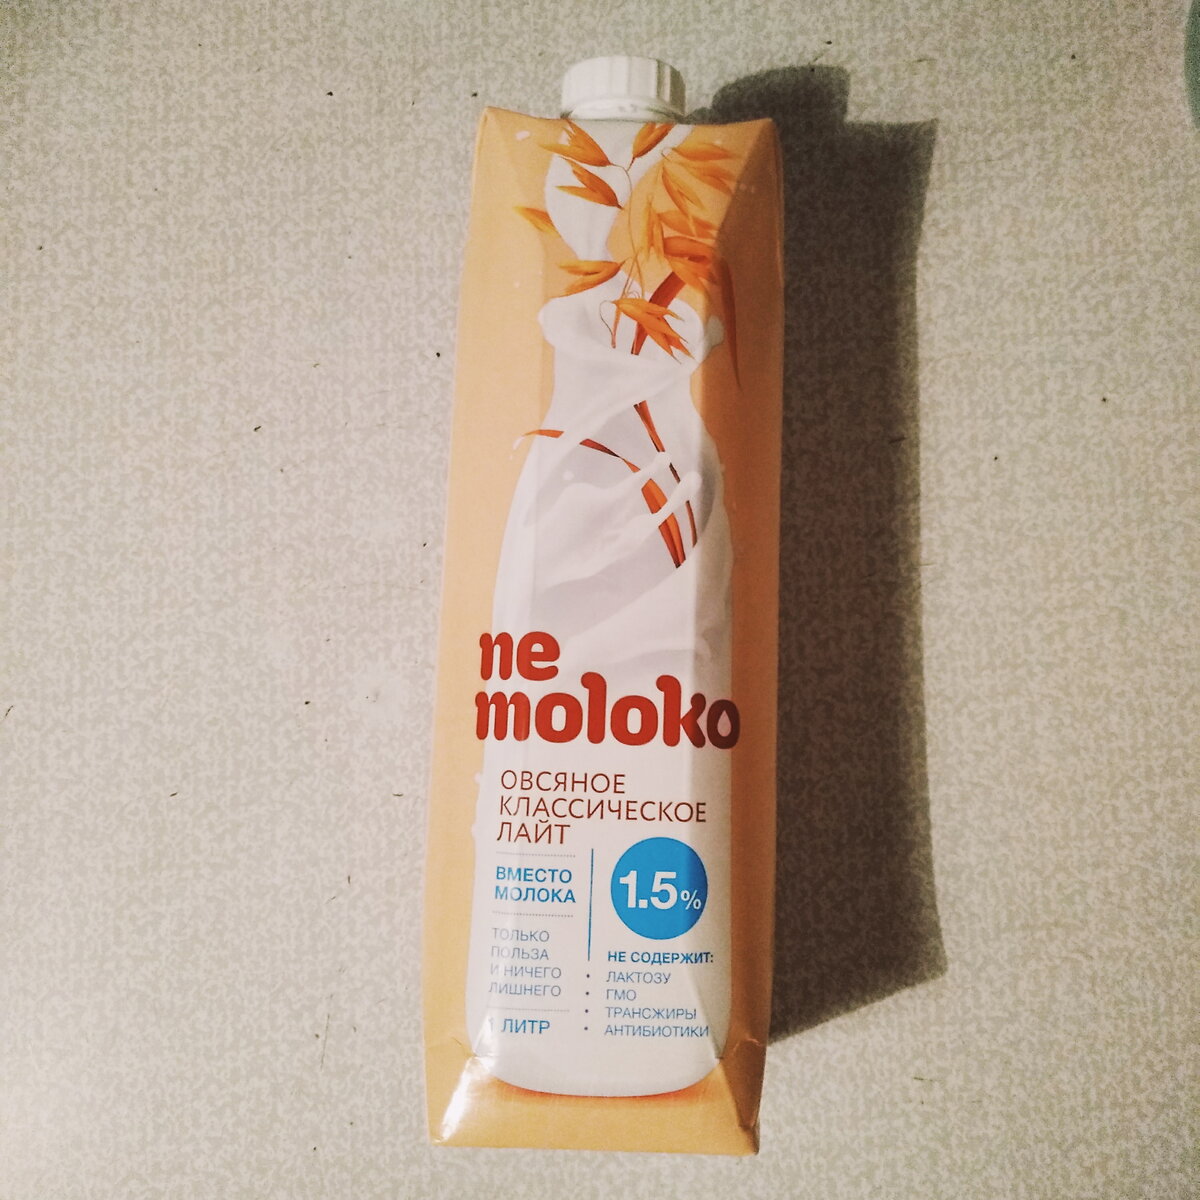 ne
moloko
ОВСЯНОЕ
КЛАССИЧЕСКОЕ
ЛАЙТ
ВМЕСТО
МОЛОКА
1.5%
ТОЛЬКО
ПОЛЬЗА
И НИЧЕГО
ЛИШНЕГО
1 ЛИТР
НЕ СОДЕРЖИТ:
• ЛАКТОЗУ
• ГМО
• ТРАНСЖИРЫ
• АНТИБИОТИКИ